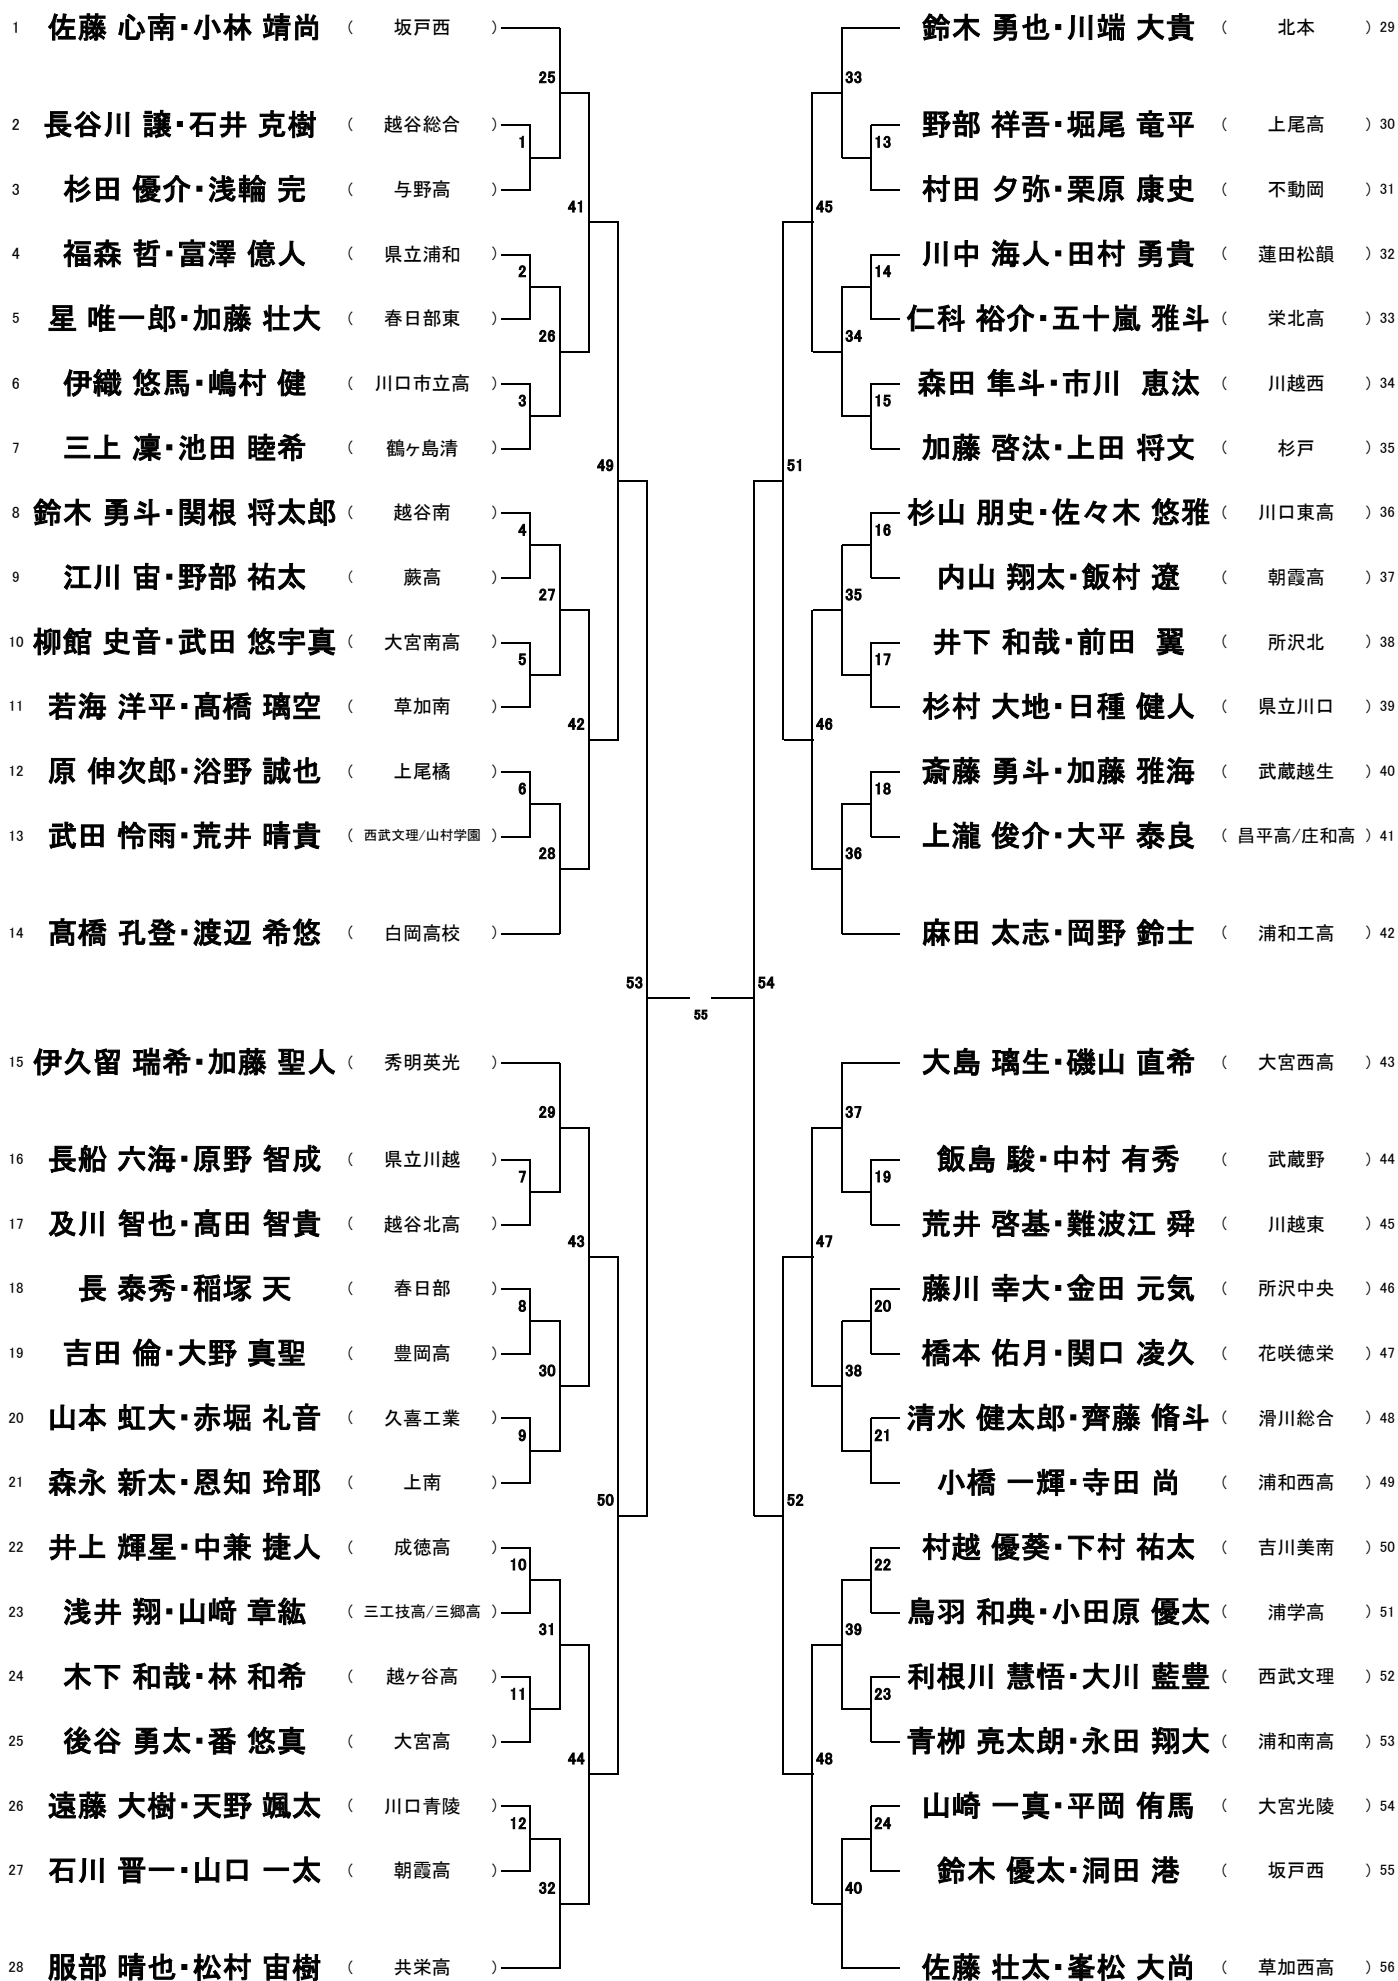 1 佐藤 心南・小林 靖尚 ( 坂戸西 )
25
2 長谷川 譲・石井 克樹 ( 越谷総合 )
1
3 杉田 優介・浅輪 完 ( 与野高 )
41
4 福森 哲・富澤 億人 ( 県立浦和 )
2
5 星 唯一郎・加藤 壮大 ( 春日部東 )
26
6 伊織 悠馬・嶋村 健 ( 川口市立高 )
3
7 三上 凜・池田 睦希 ( 鶴ヶ島清 )
49
8 鈴木 勇斗・関根 将太郎 ( 越谷南 )
4
9 江川 宙・野部 祐太 ( 蕨高 )
27
10 柳館 史音・武田 悠宇真 ( 大宮南高 )
5
11 若海 洋平・髙橋 璃空 ( 草加南 )
42
12 原 伸次郎・浴野 誠也 ( 上尾橘 )
6
13 武田 怜雨・荒井 晴貴 ( 西武文理/山村学園 )
28
14 髙橋 孔登・渡辺 希悠 ( 白岡高校 )
53
15 伊久留 瑞希・加藤 聖人 ( 秀明英光 )
29
16 長船 六海・原野 智成 ( 県立川越 )
7
17 及川 智也・髙田 智貴 ( 越谷北高 )
43
18 長 泰秀・稲塚 天 ( 春日部 )
8
19 吉田 倫・大野 真聖 ( 豊岡高 )
30
20 山本 虹大・赤堀 礼音 ( 久喜工業 )
9
21 森永 新太・恩知 玲耶 ( 上南 )
50
22 井上 輝星・中兼 捷人 ( 成徳高 )
10
23 浅井 翔・山﨑 章紘 ( 三工技高/三郷高 )
31
24 木下 和哉・林 和希 ( 越ヶ谷高 )
11
25 後谷 勇太・番 悠真 ( 大宮高 )
44
26 遠藤 大樹・天野 颯太 ( 川口青陵 )
12
27 石川 晋一・山口 一太 ( 朝霞高 )
32
28 服部 晴也・松村 宙樹 ( 共栄高 )
55
鈴木 勇也・川端 大貴 ( 北本 ) 29
33
野部 祥吾・堀尾 竜平 ( 上尾高 ) 30
13
村田 夕弥・栗原 康史 ( 不動岡 ) 31
45
川中 海人・田村 勇貴 ( 蓮田松韻 ) 32
14
仁科 裕介・五十嵐 雅斗 ( 栄北高 ) 33
34
森田 隼斗・市川 恵汰 ( 川越西 ) 34
15
加藤 啓汰・上田 将文 ( 杉戸 ) 35
51
杉山 朋史・佐々木 悠雅 ( 川口東高 ) 36
16
内山 翔太・飯村 遼 ( 朝霞高 ) 37
35
井下 和哉・前田 翼 ( 所沢北 ) 38
17
杉村 大地・日種 健人 ( 県立川口 ) 39
46
斎藤 勇斗・加藤 雅海 ( 武蔵越生 ) 40
18
上瀧 俊介・大平 泰良 ( 昌平高/庄和高 ) 41
36
麻田 太志・岡野 鈴士 ( 浦和工高 ) 42
54
大島 璃生・磯山 直希 ( 大宮西高 ) 43
37
飯島 駿・中村 有秀 ( 武蔵野 ) 44
19
荒井 啓基・難波江 舜 ( 川越東 ) 45
47
藤川 幸大・金田 元気 ( 所沢中央 ) 46
20
橋本 佑月・関口 凌久 ( 花咲徳栄 ) 47
38
清水 健太郎・齊藤 脩斗 ( 滑川総合 ) 48
21
小橋 一輝・寺田 尚 ( 浦和西高 ) 49
52
村越 優葵・下村 祐太 ( 吉川美南 ) 50
22
鳥羽 和典・小田原 優太 ( 浦学高 ) 51
39
利根川 慧悟・大川 藍豊 ( 西武文理 ) 52
23
青栁 亮太朗・永田 翔大 ( 浦和南高 ) 53
48
山崎 一真・平岡 侑馬 ( 大宮光陵 ) 54
24
鈴木 優太・洞田 港 ( 坂戸西 ) 55
40
佐藤 壮太・峯松 大尚 ( 草加西高 ) 56